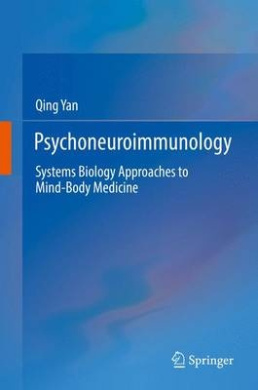 Qing Yan
Psychoneuroimmunology
Systems Biology Approaches to
Mind-Body Medicine
Springer